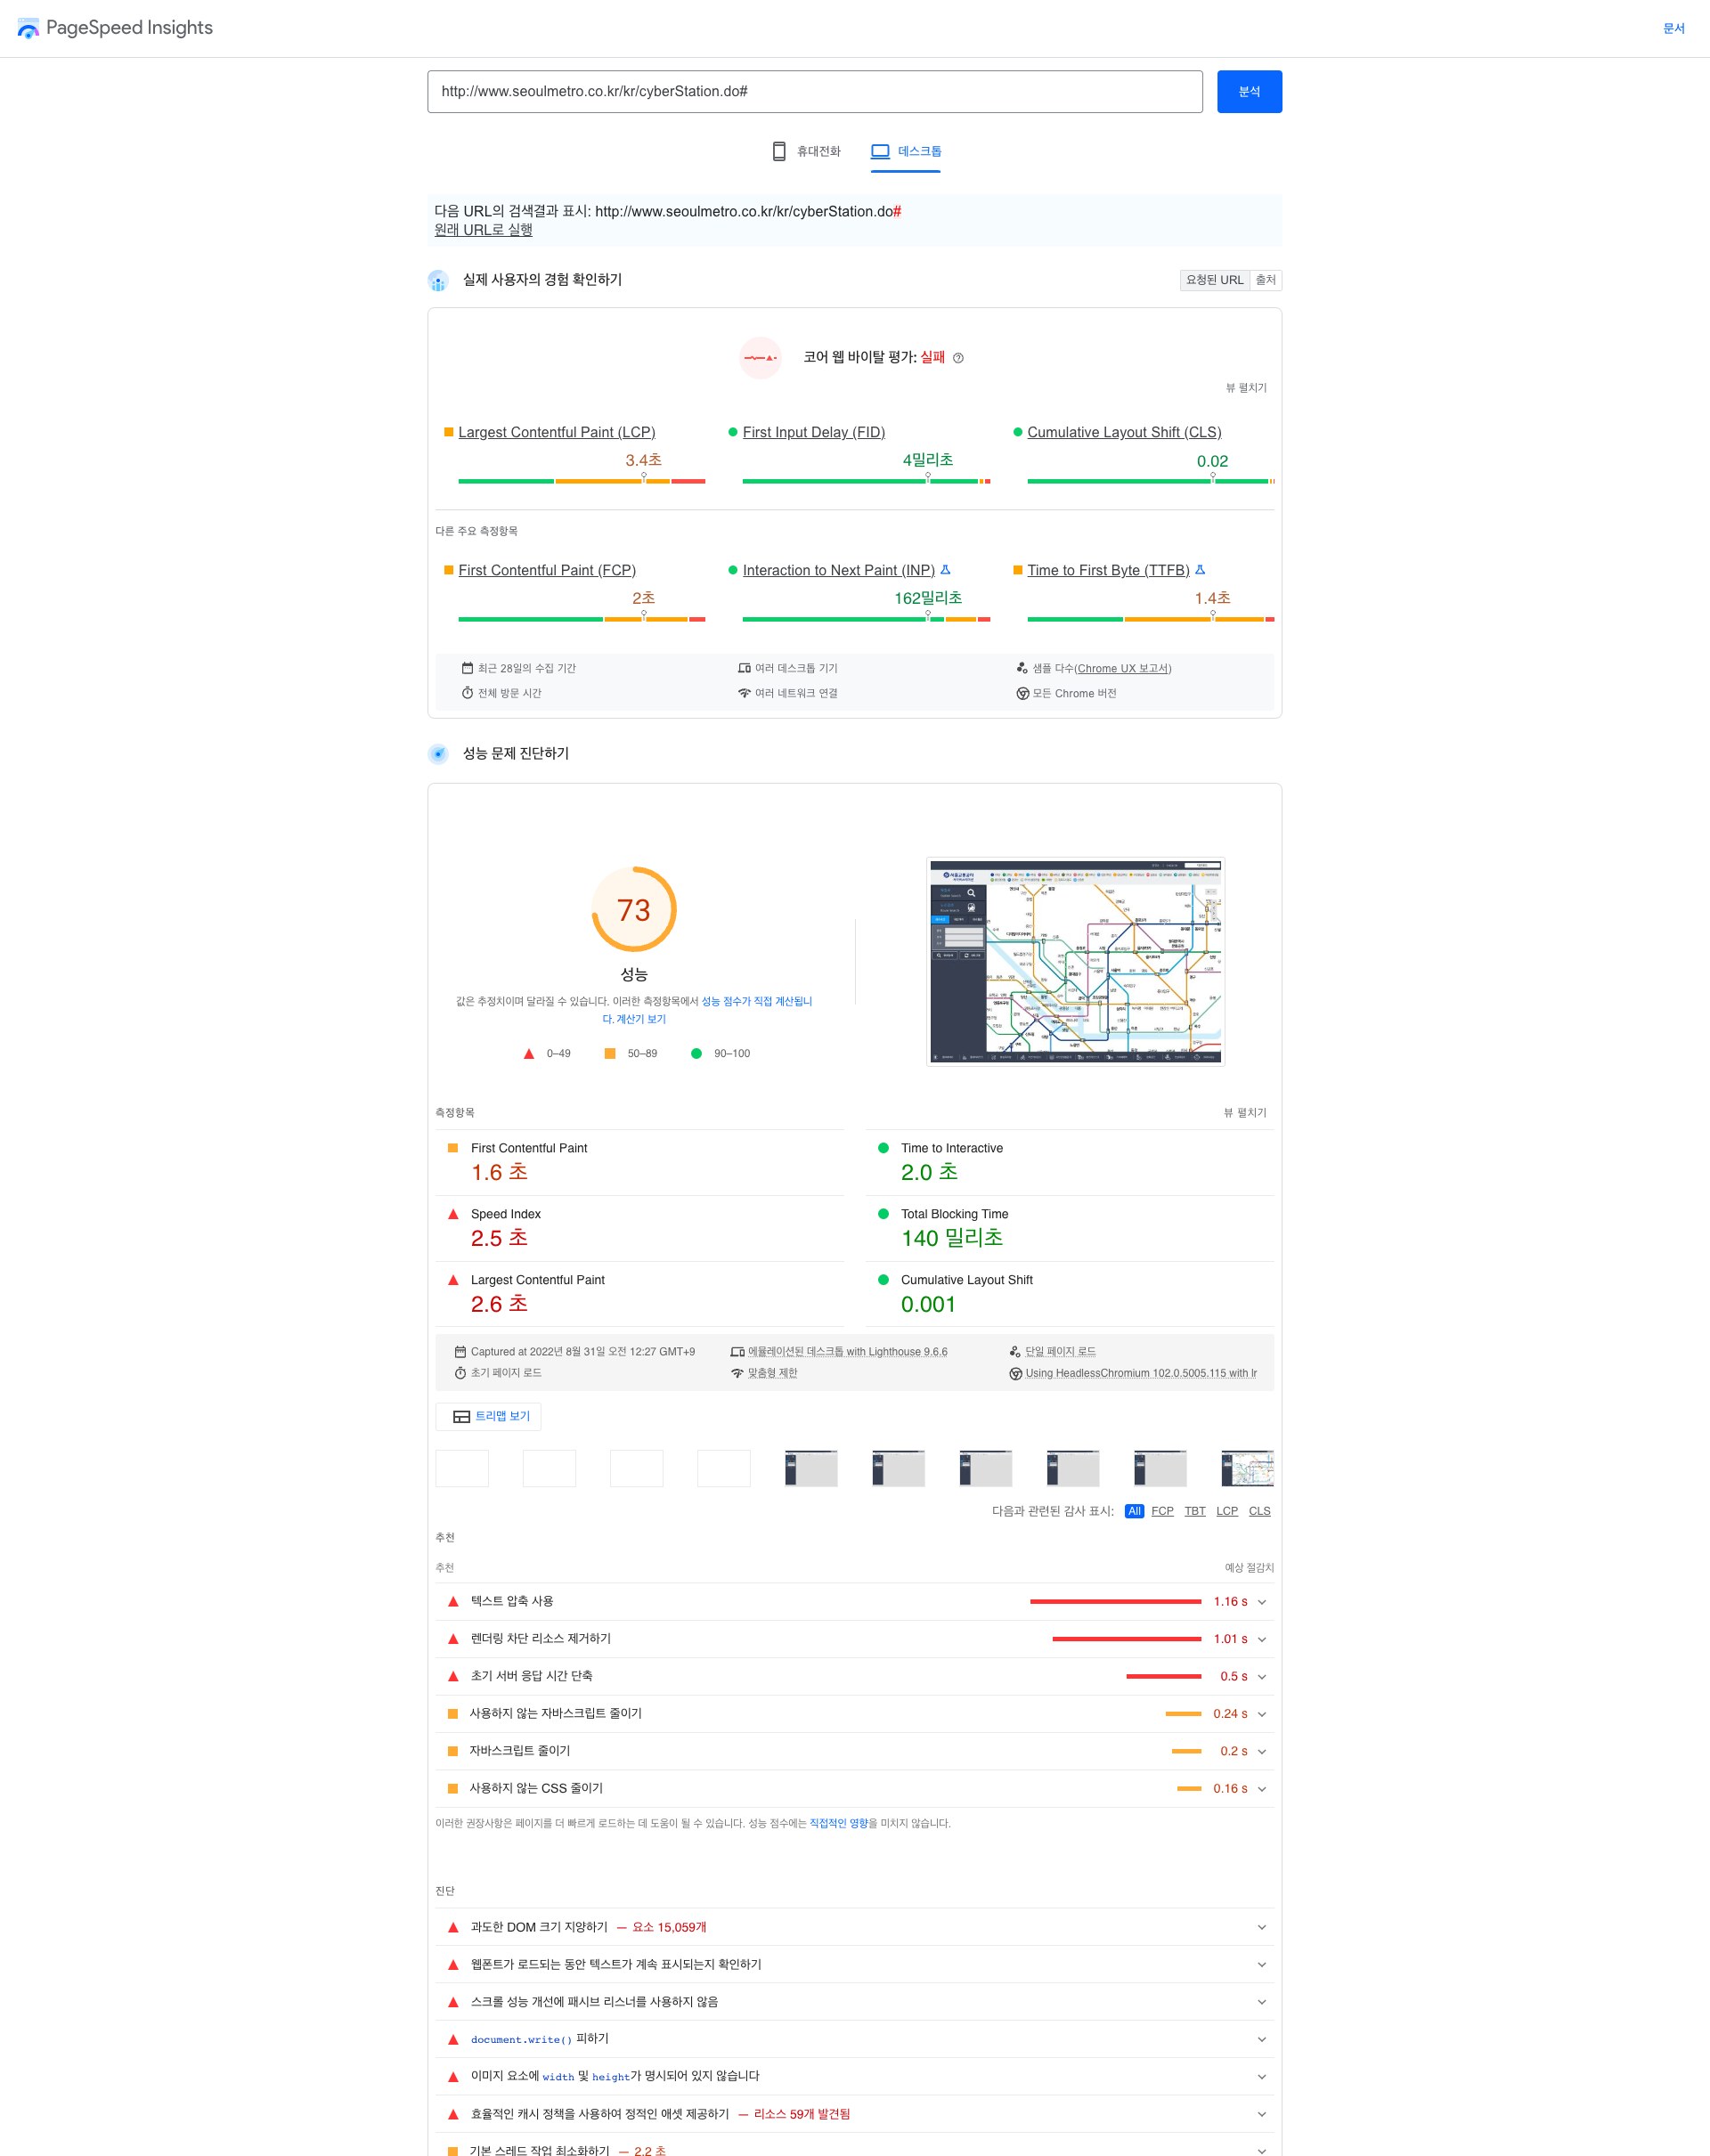 PageSpeed Insights
문서
http://www.seoulmetro.co.kr/kr/cyberStation.do#
분석
휴대전화
데스크톱
다음 URL의 검색결과 표시: http://www.seoulmetro.co.kr/kr/cyberStation.do#
원래 URL로 실행
실제 사용자의 경험 확인하기
요청된 URL 출처
코어 웹 바이탈 평가: 실패
뷰 펼치기
Largest Contentful Paint (LCP)
3.4초
First Input Delay (FID)
4밀리초
Cumulative Layout Shift (CLS)
0.02
다른 주요 측정항목
First Contentful Paint (FCP)
2초
Interaction to Next Paint (INP)
162밀리초
Time to First Byte (TTFB)
1.4초
최근 28일의 수집 기간
여러 데스크톱 기기
샘플 다수(Chrome UX 보고서)
전체 방문 시간
여러 네트워크 연결
모든 Chrome 버전
성능 문제 진단하기
73
성능
값은 추정치이며 달라질 수 있습니다. 이러한 측정항목에서 성능 점수가 직접 계산됩니
다. 계산기 보기
0–49
50–89
90–100
측정항목
뷰 펼치기
First Contentful Paint
1.6 초
Time to Interactive
2.0 초
Speed Index
2.5 초
Total Blocking Time
140 밀리초
Largest Contentful Paint
2.6 초
Cumulative Layout Shift
0.001
Captured at 2022년 8월 31일 오전 12:27 GMT+9
에뮬레이션된 데스크톱 with Lighthouse 9.6.6
단일 페이지 로드
초기 페이지 로드
맞춤형 제한
Using HeadlessChromium 102.0.5005.115 with lr
트리맵 보기
다음과 관련된 감사 표시: All FCP TBT LCP CLS
추천
추천
예상 절감치
텍스트 압축 사용
1.16 s
렌더링 차단 리소스 제거하기
1.01 s
초기 서버 응답 시간 단축
0.5 s
사용하지 않는 자바스크립트 줄이기
0.24 s
자바스크립트 줄이기
0.2 s
사용하지 않는 CSS 줄이기
0.16 s
이러한 권장사항은 페이지를 더 빠르게 로드하는 데 도움이 될 수 있습니다. 성능 점수에는 직접적인 영향을 미치지 않습니다.
진단
과도한 DOM 크기 지양하기 — 요소 15,059개
웹폰트가 로드되는 동안 텍스트가 계속 표시되는지 확인하기
스크롤 성능 개선에 패시브 리스너를 사용하지 않음
document.write() 피하기
이미지 요소에 width 및 height가 명시되어 있지 않습니다
효율적인 캐시 정책을 사용하여 정적인 애셋 제공하기 — 리소스 59개 발견됨
기본 스레드 작업 최소화하기 — 2.2 초